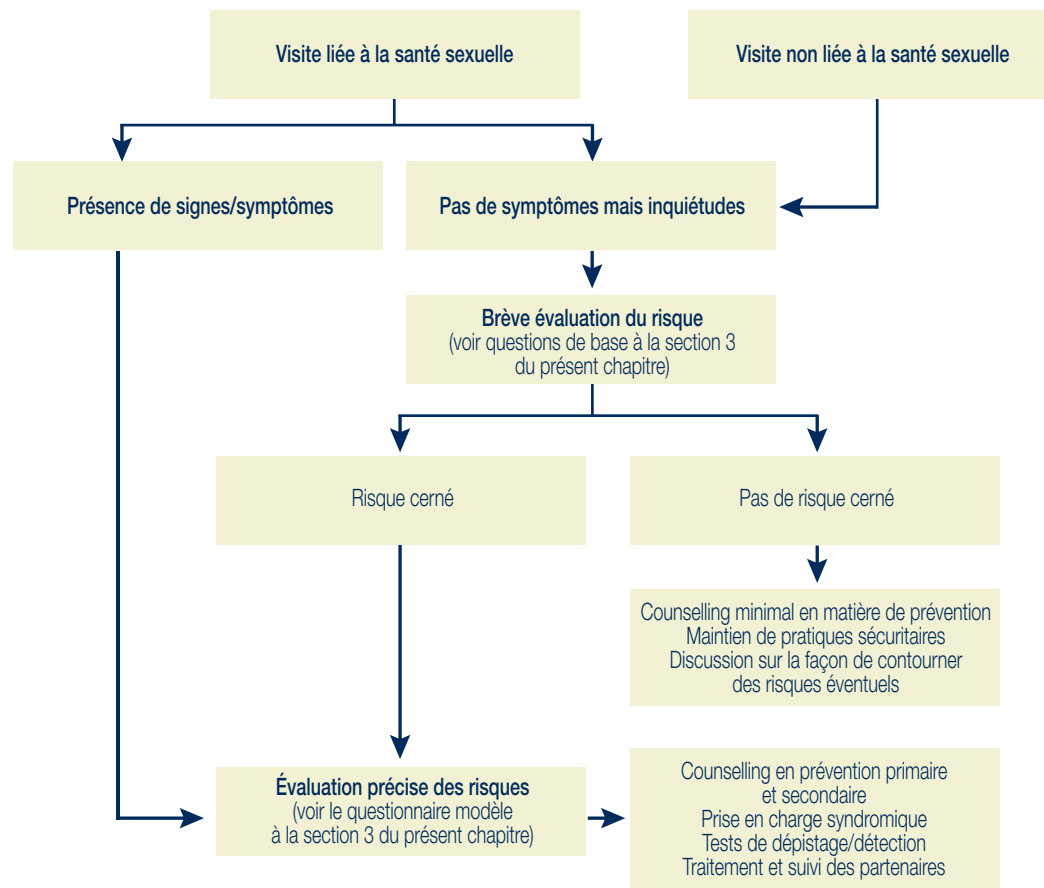 Visite liée à la santé sexuelle
Visite non liée à la santé sexuelle
Présence de signes/symptômes
Pas de symptômes mais inquiétudes
Brève évaluation du risque
(voir questions de base à la section 3
du présent chapitre)
Risque cerné
Pas de risque cerné
Counselling minimal en matière de prévention
Maintien de pratiques sécuritaires
Discussion sur la façon de contourner
des risques éventuels
Évaluation précise des risques
(voir le questionnaire modèle
à la section 3 du présent chapitre)
Counselling en prévention primaire
et secondaire
Prise en charge syndromique
Tests de dépistage/détection
Traitement et suivi des partenaires